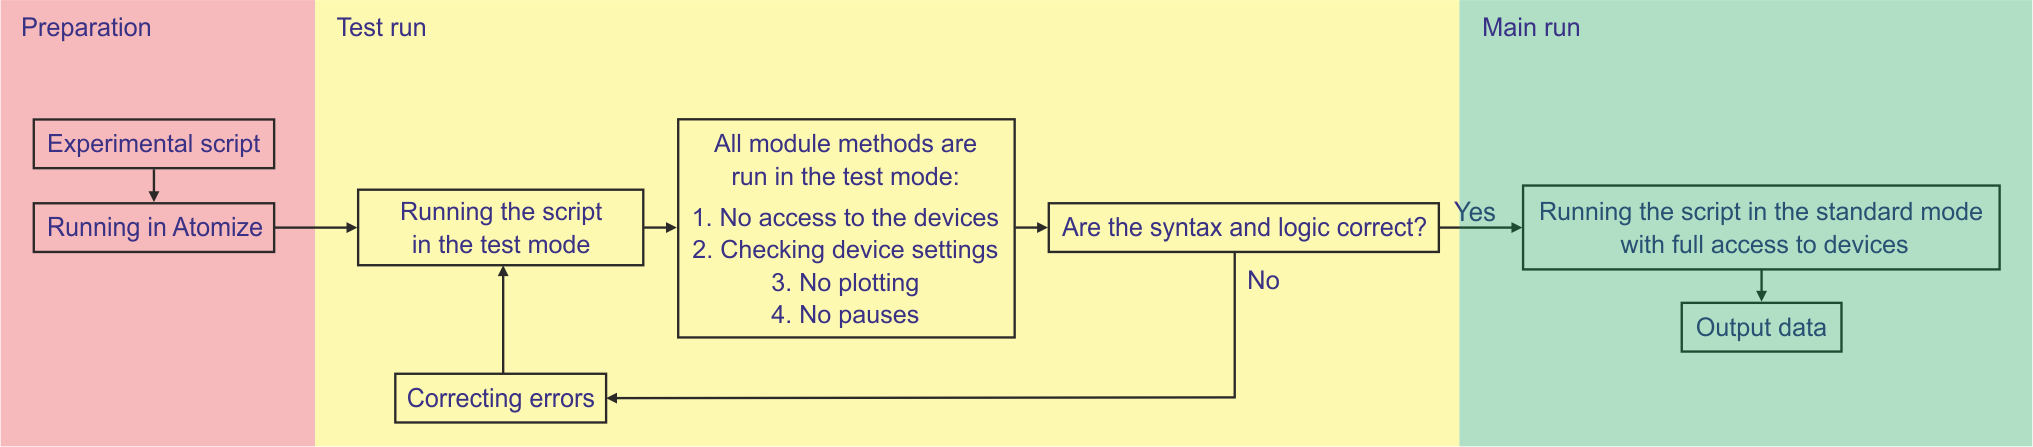 Preparation
Experimental script
Running in Atomize
Test run
Running the script
in the test mode
All module methods are
run in the test mode:
1. No access to the devices
2. Checking device settings
3. No plotting
4. No pauses
Are the syntax and logic correct?
Yes
No
Correcting errors
Main run
Running the script in the standard mode
with full access to devices
Output data